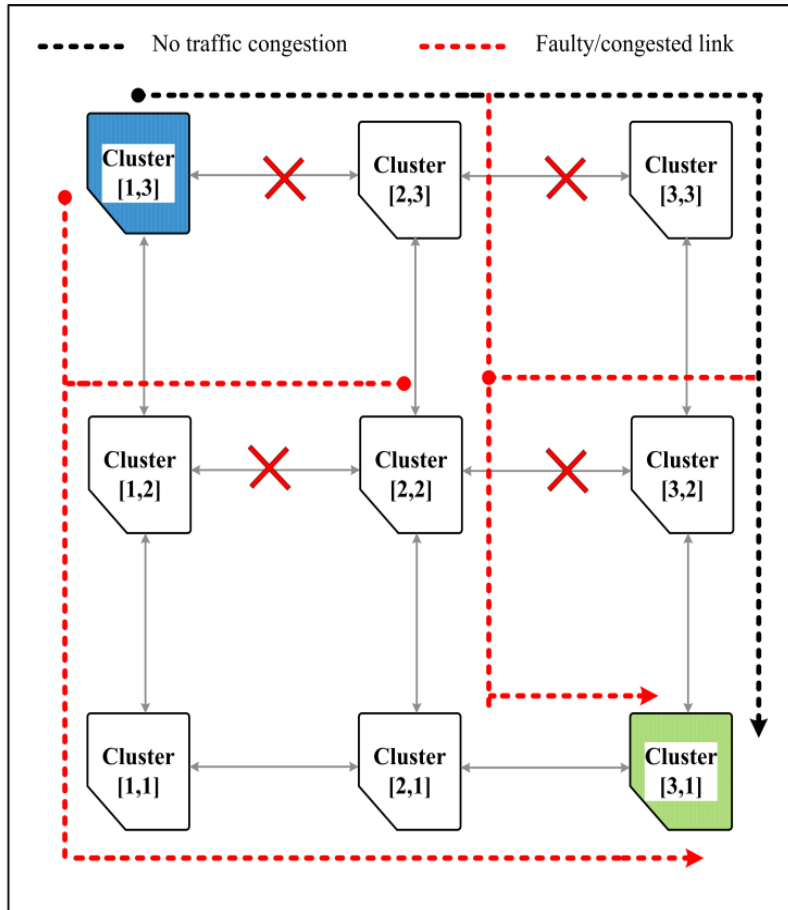 No traffic congestion
Faulty/congested link
Cluster
[1,3]
Cluster
[2,3]
Cluster
[3,3]
Cluster
[1,2]
Cluster
[2,2]
Cluster
[3,2]
Cluster
[1,1]
Cluster
[2,1]
Cluster
[3,1]